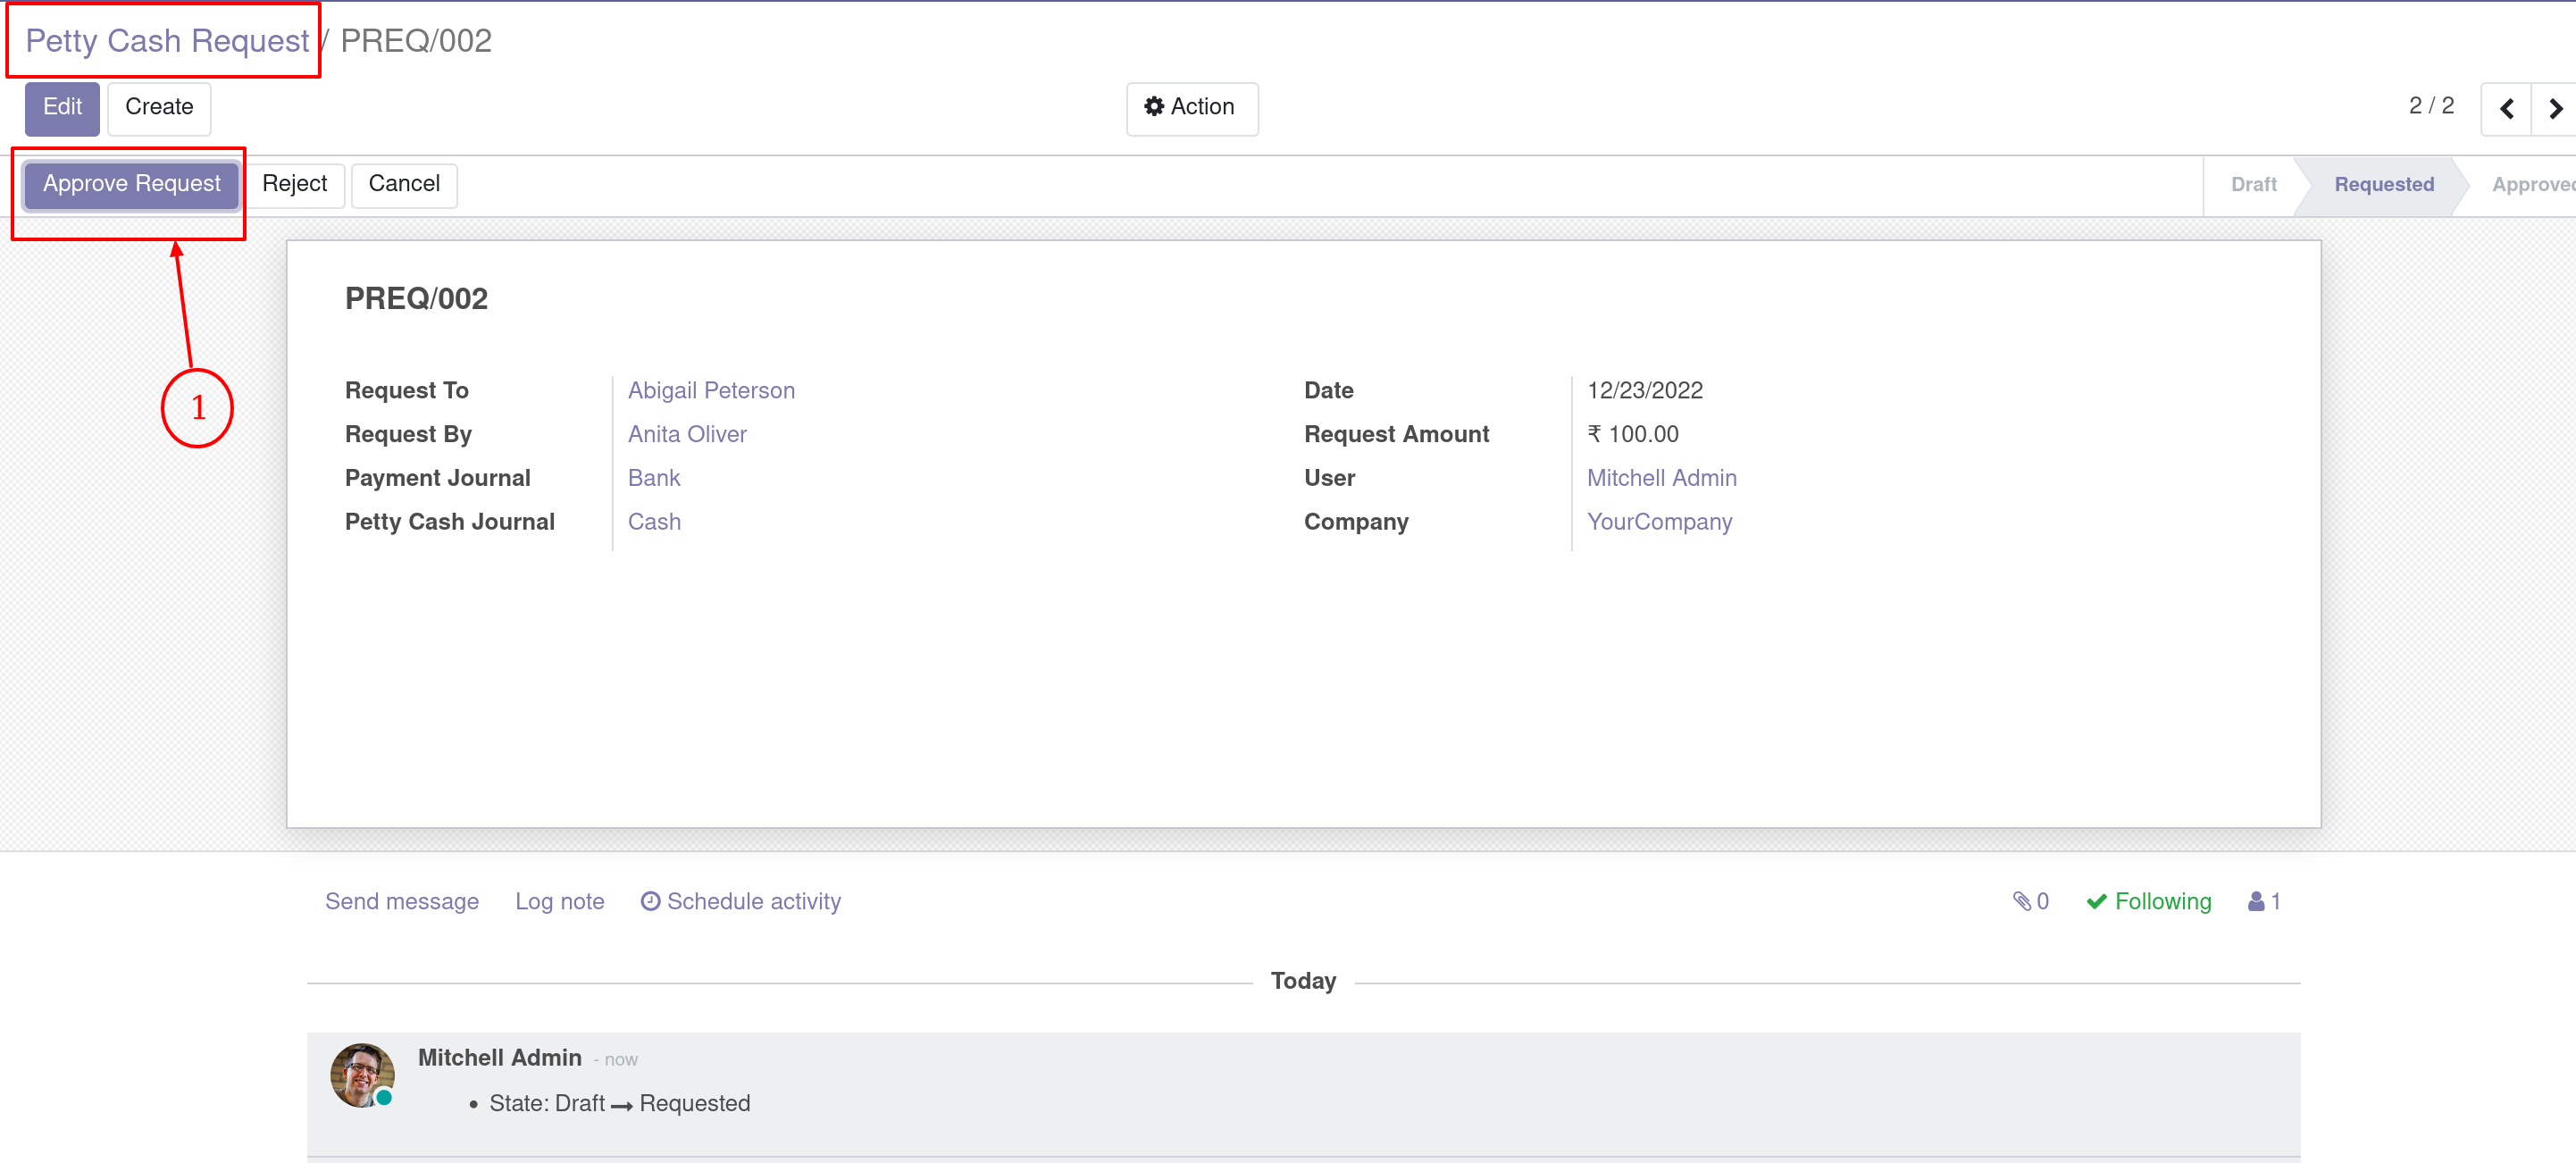 Petty Cash Request / PREQ/002
Edit Create Action 2 / 2
Approve Request Reject Cancel Draft Requested Approved
1
PREQ/002
Request To Abigail Peterson Date 12/23/2022
Request By Anita Oliver Request Amount ₹ 100.00
Payment Journal Bank User Mitchell Admin
Petty Cash Journal Cash Company YourCompany
Send message Log note Schedule activity 0 Following 1
Today
Mitchell Admin - now
• State: Draft → Requested